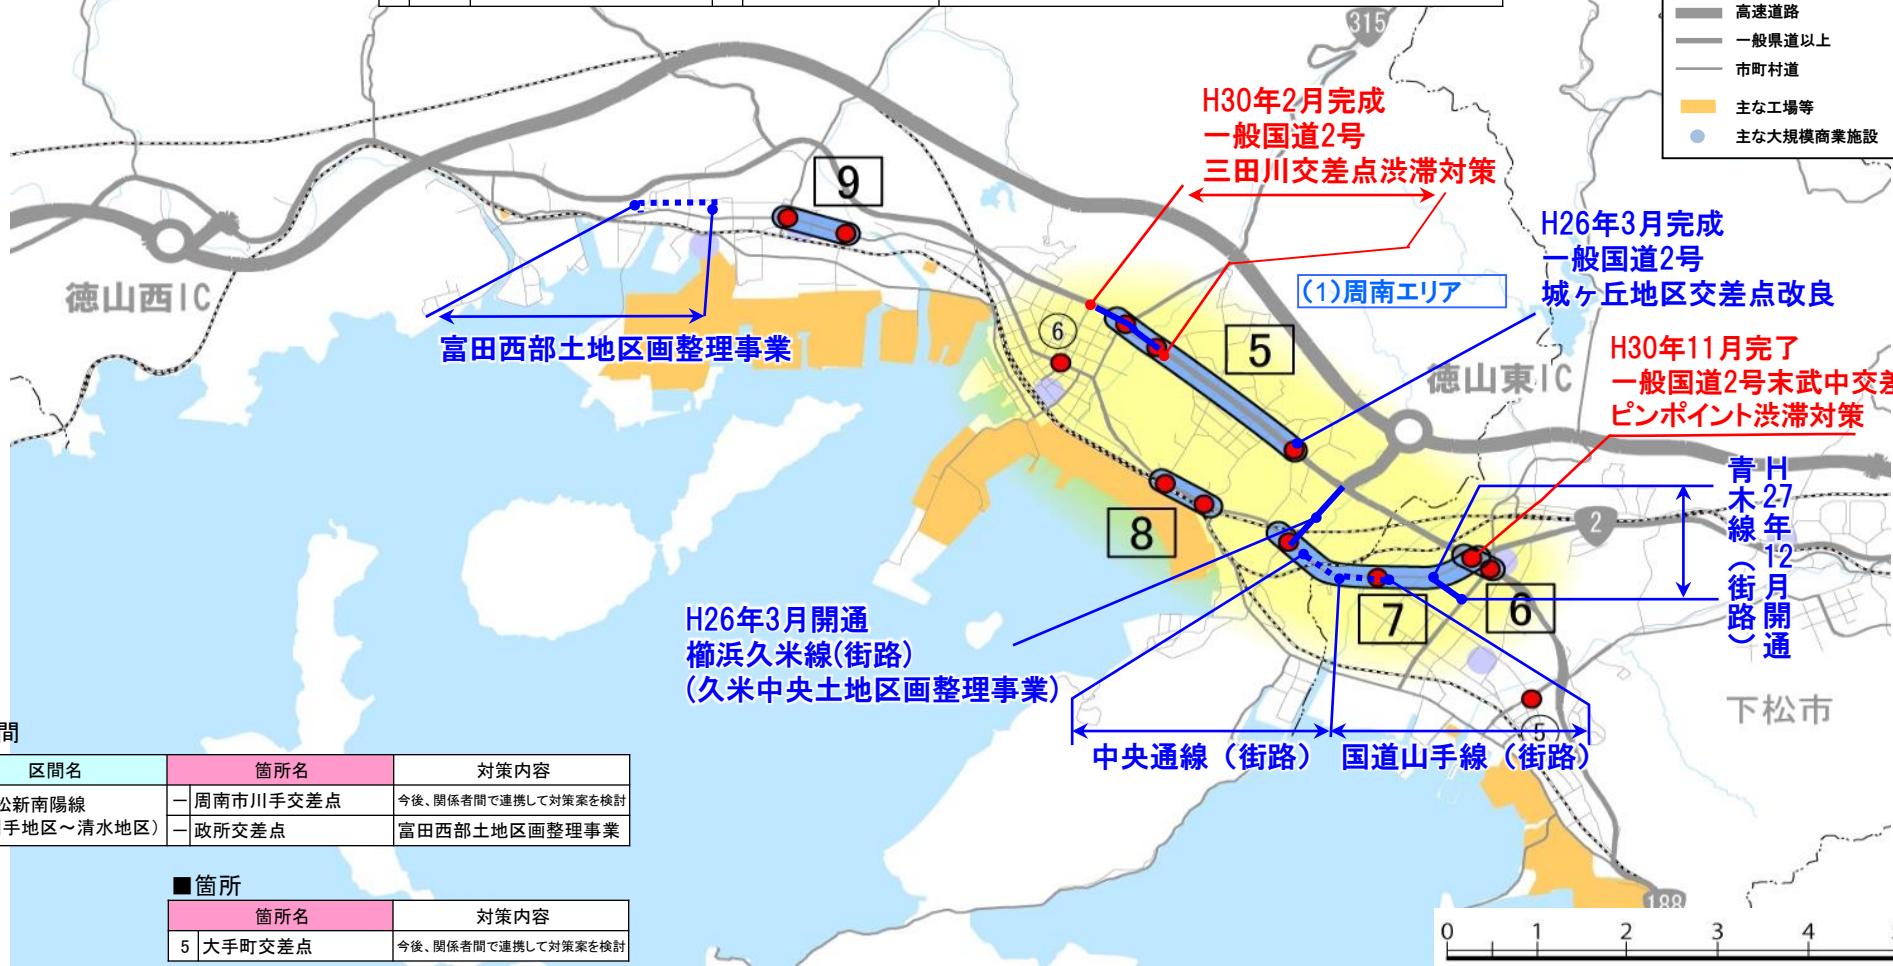 315
高速道路
一般県道以上
市町村道
主な工場等
主な大規模商業施設
H30年2月完成
一般国道2号
三田川交差点渋滞対策
9
H26年3月完成
一般国道2号
城ヶ丘地区交差点改良
(1)周南エリア
徳山西IC
富田西部土地区画整理事業
6
5
徳山東IC
H30年11月完了
一般国道2号末武中交差
ピンポイント渋滞対策
H27年12月開通
青木線(街路)
2
8
7
6
H26年3月開通
櫛浜久米線(街路)
(久米中央土地区画整理事業)
下松市
5
中央通線(街路) 国道山手線(街路)
間
区間名 箇所名 対策内容
松新南陽線
手地区～清水地区)
－ 周南市川手交差点 今後、関係者間で連携して対策案を検討
－ 政所交差点 富田西部土地区画整理事業
■箇所
箇所名 対策内容
5 大手町交差点 今後、関係者間で連携して対策案を検討
188
0 1 2 3 4